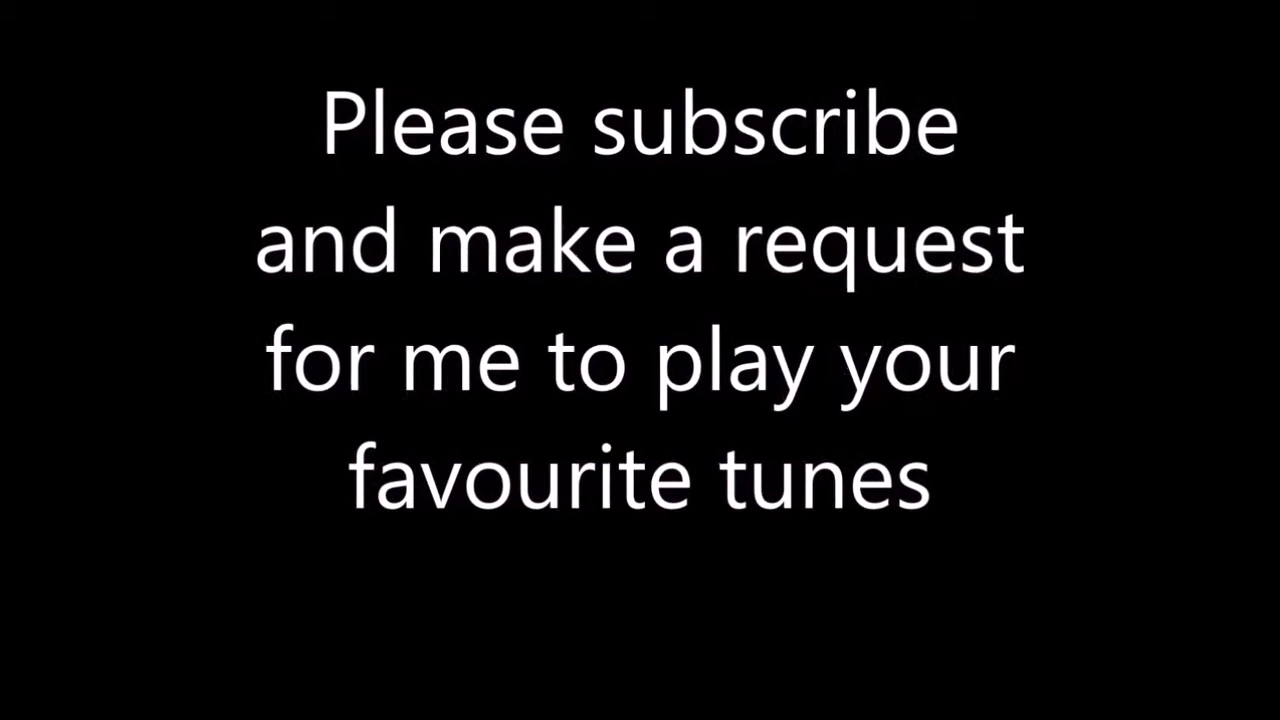 Please subscribe
and make a request
for me to play your
favourite tunes